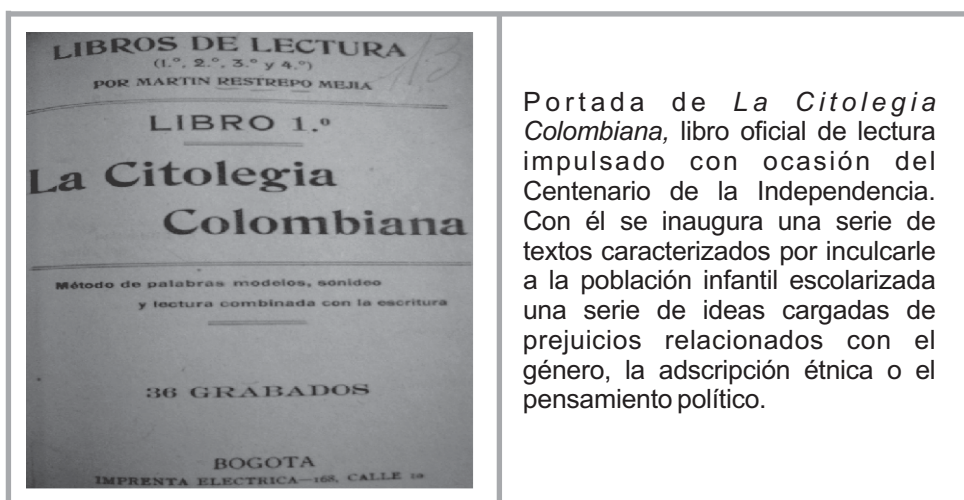 LIBROS DE LECTURA
(1.º, 2.º, 3.º y 4.º)
POR MARTIN RESTREPO MEJIA
LIBRO 1.º
La Citolegia
Colombiana
Método de palabras modelos, sonideo
y lectura combinada con la escritura
36 GRABADOS
BOGOTA
IMPRENTA ELECTRICA—168, CALLE 10
Portada de La Citolegia
Colombiana, libro oficial de lectura
impulsado con ocasión del
Centenario de la Independencia.
Con él se inaugura una serie de
textos caracterizados por inculcarle
a la población infantil escolarizada
una serie de ideas cargadas de
prejuicios relacionados con el
género, la adscripción étnica o el
pensamiento político.